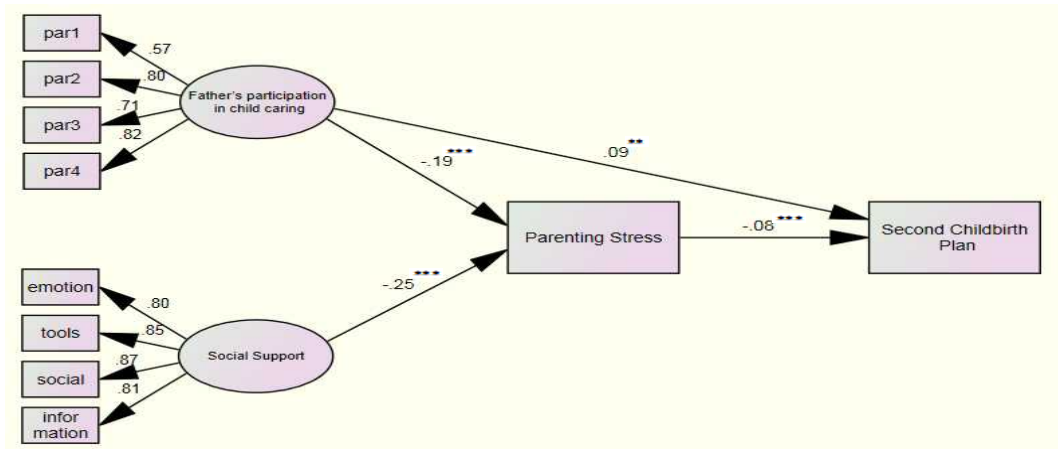 par1
.57
par2
.80
par3
.71
par4
.82
Father's participation
in child caring
.09**
-.19***
Parenting Stress
-.08***
Second Childbirth
Plan
-.25***
emotion
.80
tools
.85
social
.87
infor
mation
.81
Social Support